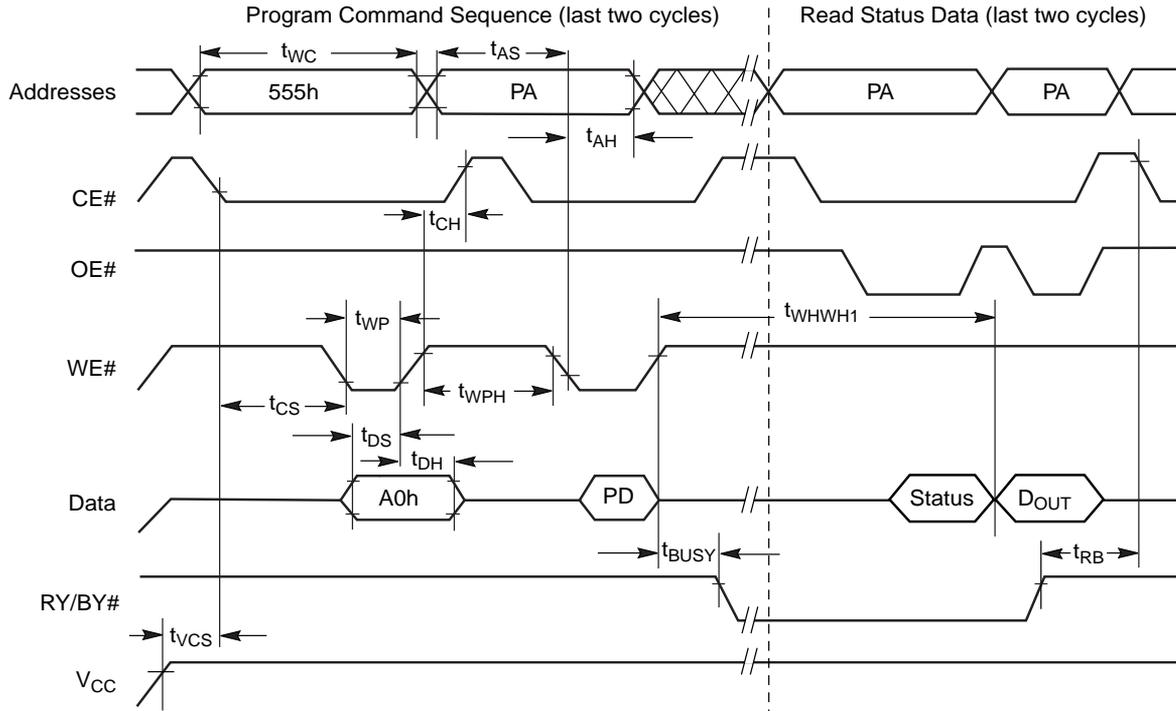 Program Command Sequence (last two cycles) Read Status Data (last two cycles)
tWC tAS
Addresses 555h PA PA PA
tAH
CE#
tCH
OE#
tWP tWHWH1
WE#
tWPH
tCS
tDS
tDH
Data A0h PD Status DOUT
tBUSY tRB
RY/BY#
tVCS
VCC